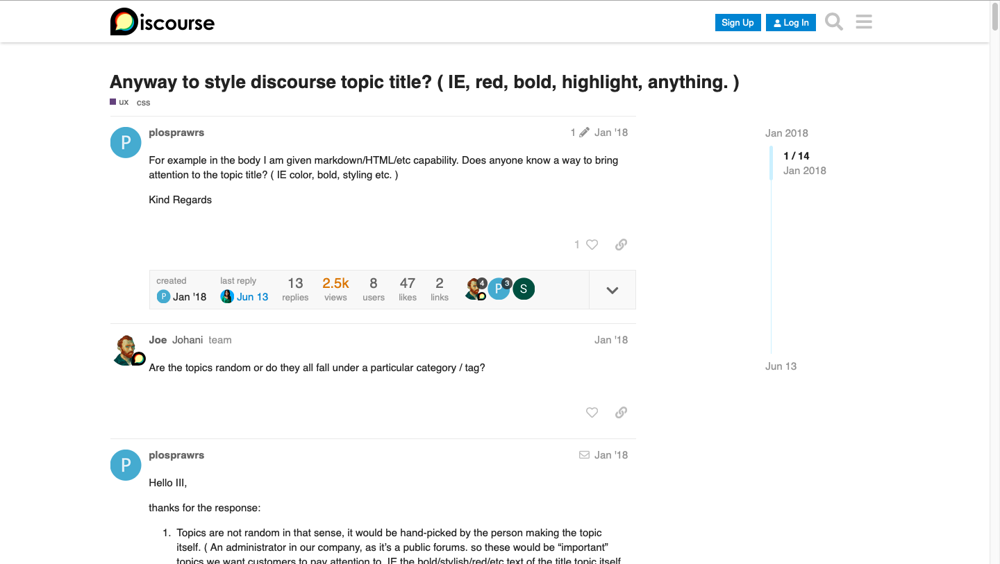 Discourse
Sign Up
Log In
Anyway to style discourse topic title? ( IE, red, bold, highlight, anything. )
ux css
plosprawrs
1 Jan '18
For example in the body I am given markdown/HTML/etc capability. Does anyone know a way to bring
attention to the topic title? ( IE color, bold, styling etc. )
Kind Regards
1
created
P Jan '18
last reply
Jun 13
13
replies
2.5k
views
8
users
47
likes
2
links
4
P 3
S
Joe Johani team
Jan '18
Are the topics random or do they all fall under a particular category / tag?
P
plosprawrs
Jan '18
Hello III,
thanks for the response:
1. Topics are not random in that sense, it would be hand-picked by the person making the topic
itself. ( An administrator in our company, as it’s a public forums. so these would be “important”
topics we want customers to pay attention to. IE the bold/stylish/red/etc text of the title topic itself
P
Jan 2018
1 / 14
Jan 2018
Jun 13